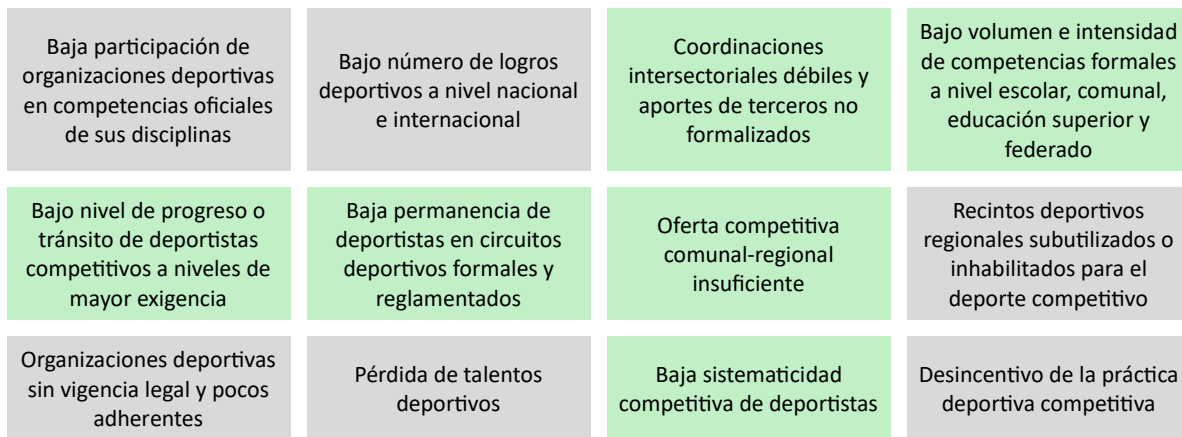 Baja participación de
organizaciones deportivas
en competencias oficiales
de sus disciplinas
Bajo número de logros
deportivos a nivel nacional
e internacional
Coordinaciones
intersectoriales débiles y
aportes de terceros no
formalizados
Bajo volumen e intensidad
de competencias formales
a nivel escolar, comunal,
educación superior y
federado
Bajo nivel de progreso o
tránsito de deportistas
competitivos a niveles de
mayor exigencia
Baja permanencia de
deportistas en circuitos
deportivos formales y
reglamentados
Oferta competitiva
comunal-regional
insuficiente
Recintos deportivos
regionales subutilizados o
inhabilitados para el
deporte competitivo
Organizaciones deportivas
sin vigencia legal y pocos
adherentes
Pérdida de talentos
deportivos
Baja sistematicidad
competitiva de deportistas
Desincentivo de la práctica
deportiva competitiva